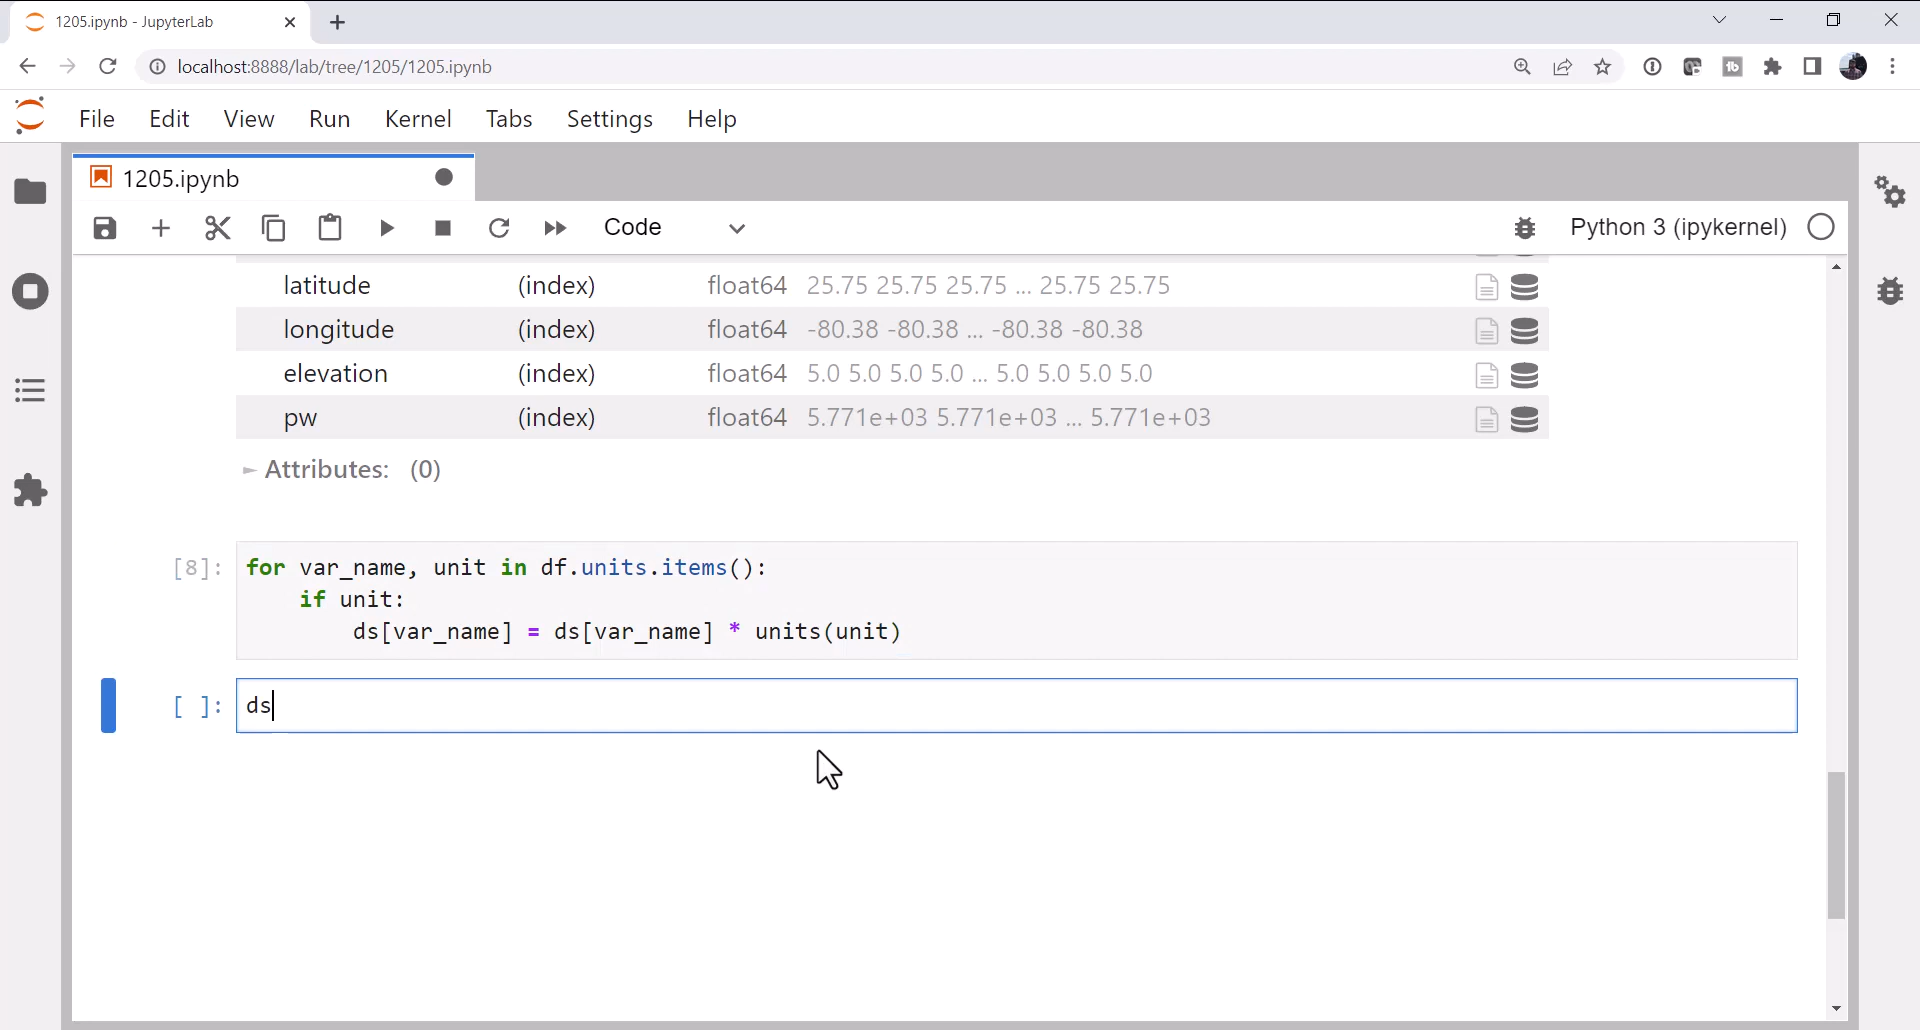 1205.ipynb - JupyterLab
localhost:8888/lab/tree/1205/1205.ipynb
File Edit View Run Kernel Tabs Settings Help
1205.ipynb
Code
Python 3 (ipykernel)
latitude (index) float64 25.75 25.75 25.75 ... 25.75 25.75
longitude (index) float64 -80.38 -80.38 ... -80.38 -80.38
elevation (index) float64 5.0 5.0 5.0 5.0 ... 5.0 5.0 5.0 5.0
pw (index) float64 5.771e+03 5.771e+03 ... 5.771e+03
► Attributes: (0)
[8]: for var_name, unit in df.units.items():
if unit:
ds[var_name] = ds[var_name] * units(unit)
[ ]: ds